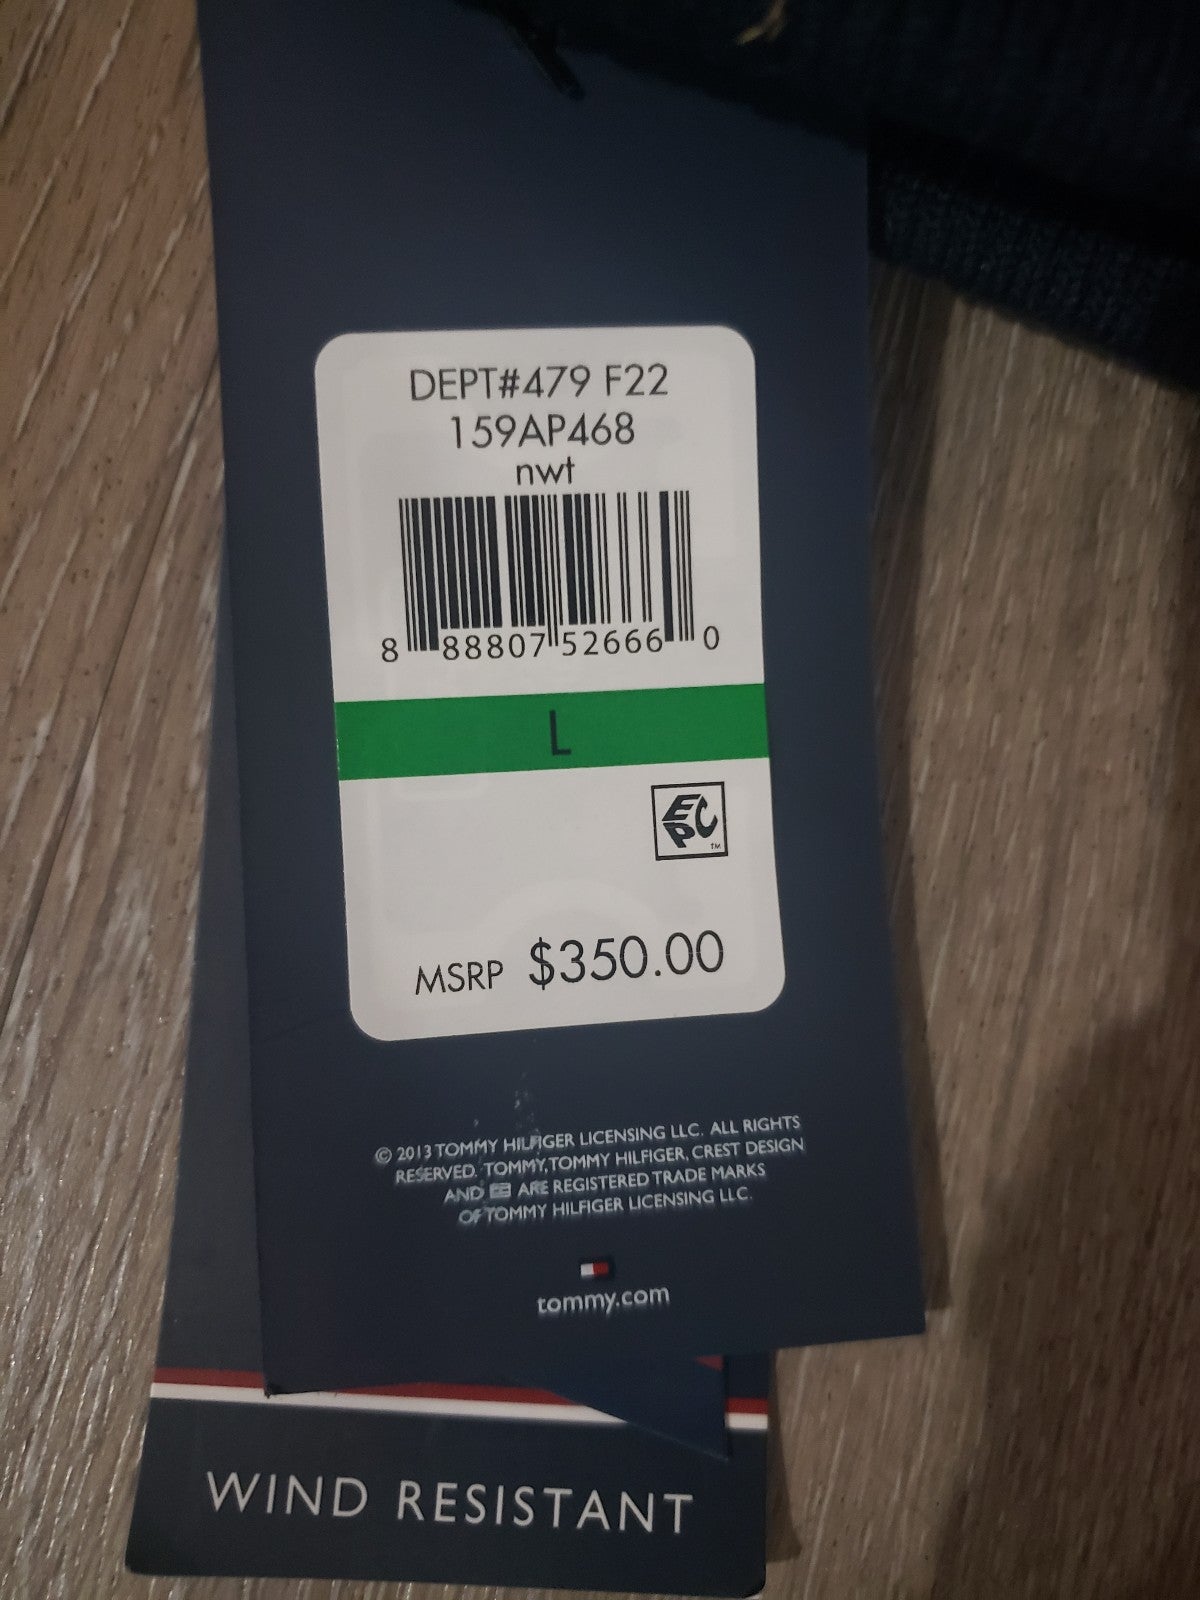 DEPT#479 F22
159AP468
nwt
8 88807 52666 0
L
EPC
TM
MSRP $350.00
© 2013 TOMMY HILFIGER LICENSING LLC. ALL RIGHTS
RESERVED. TOMMY, TOMMY HILFIGER, CREST DESIGN
AND ARE REGISTERED TRADE MARKS
OF TOMMY HILFIGER LICENSING LLC.
tommy.com
WIND RESISTANT